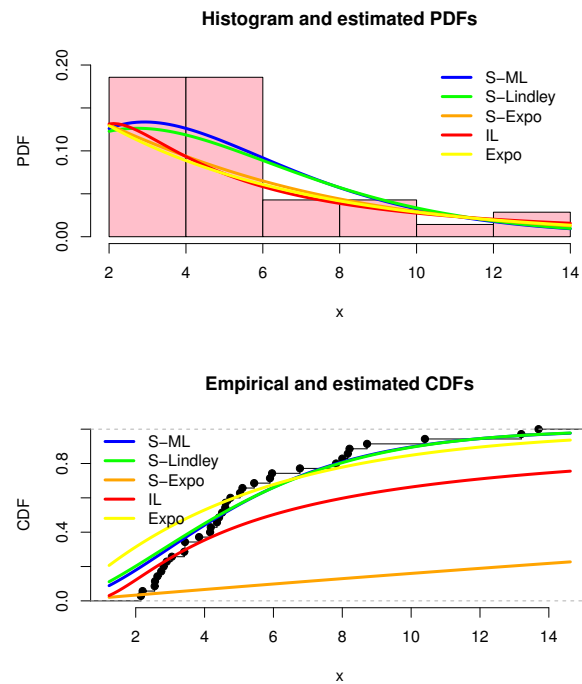 Histogram and estimated PDFs
PDF
0.20
0.10
0.00
S−ML
S−Lindley
S−Expo
IL
Expo
2 4 6 8 10 12 14
x
Empirical and estimated CDFs
CDF
0.8
0.4
0.0
S−ML
S−Lindley
S−Expo
IL
Expo
2 4 6 8 10 12 14
x